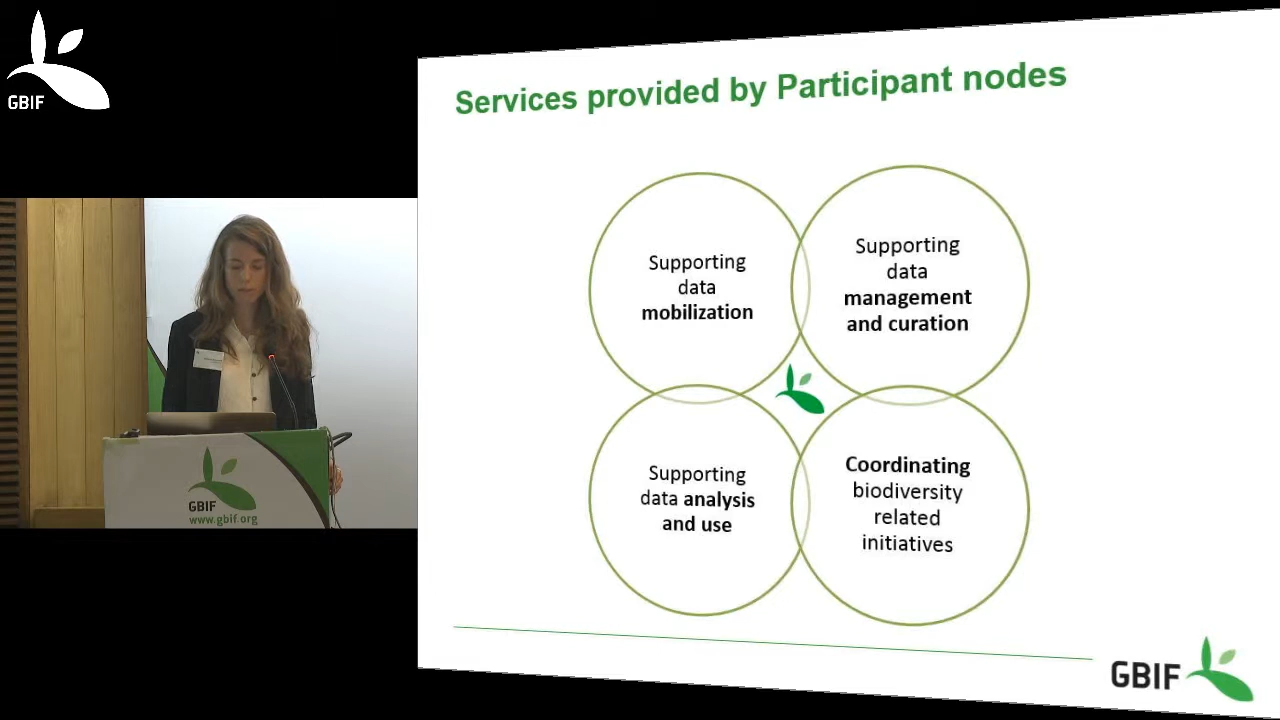 GBIF
Services provided by Participant nodes
Supporting
data
mobilization
Supporting
data
management
and curation
Supporting
data analysis
and use
Coordinating
biodiversity
related
initiatives
GBIF
www.gbif.org
GBIF